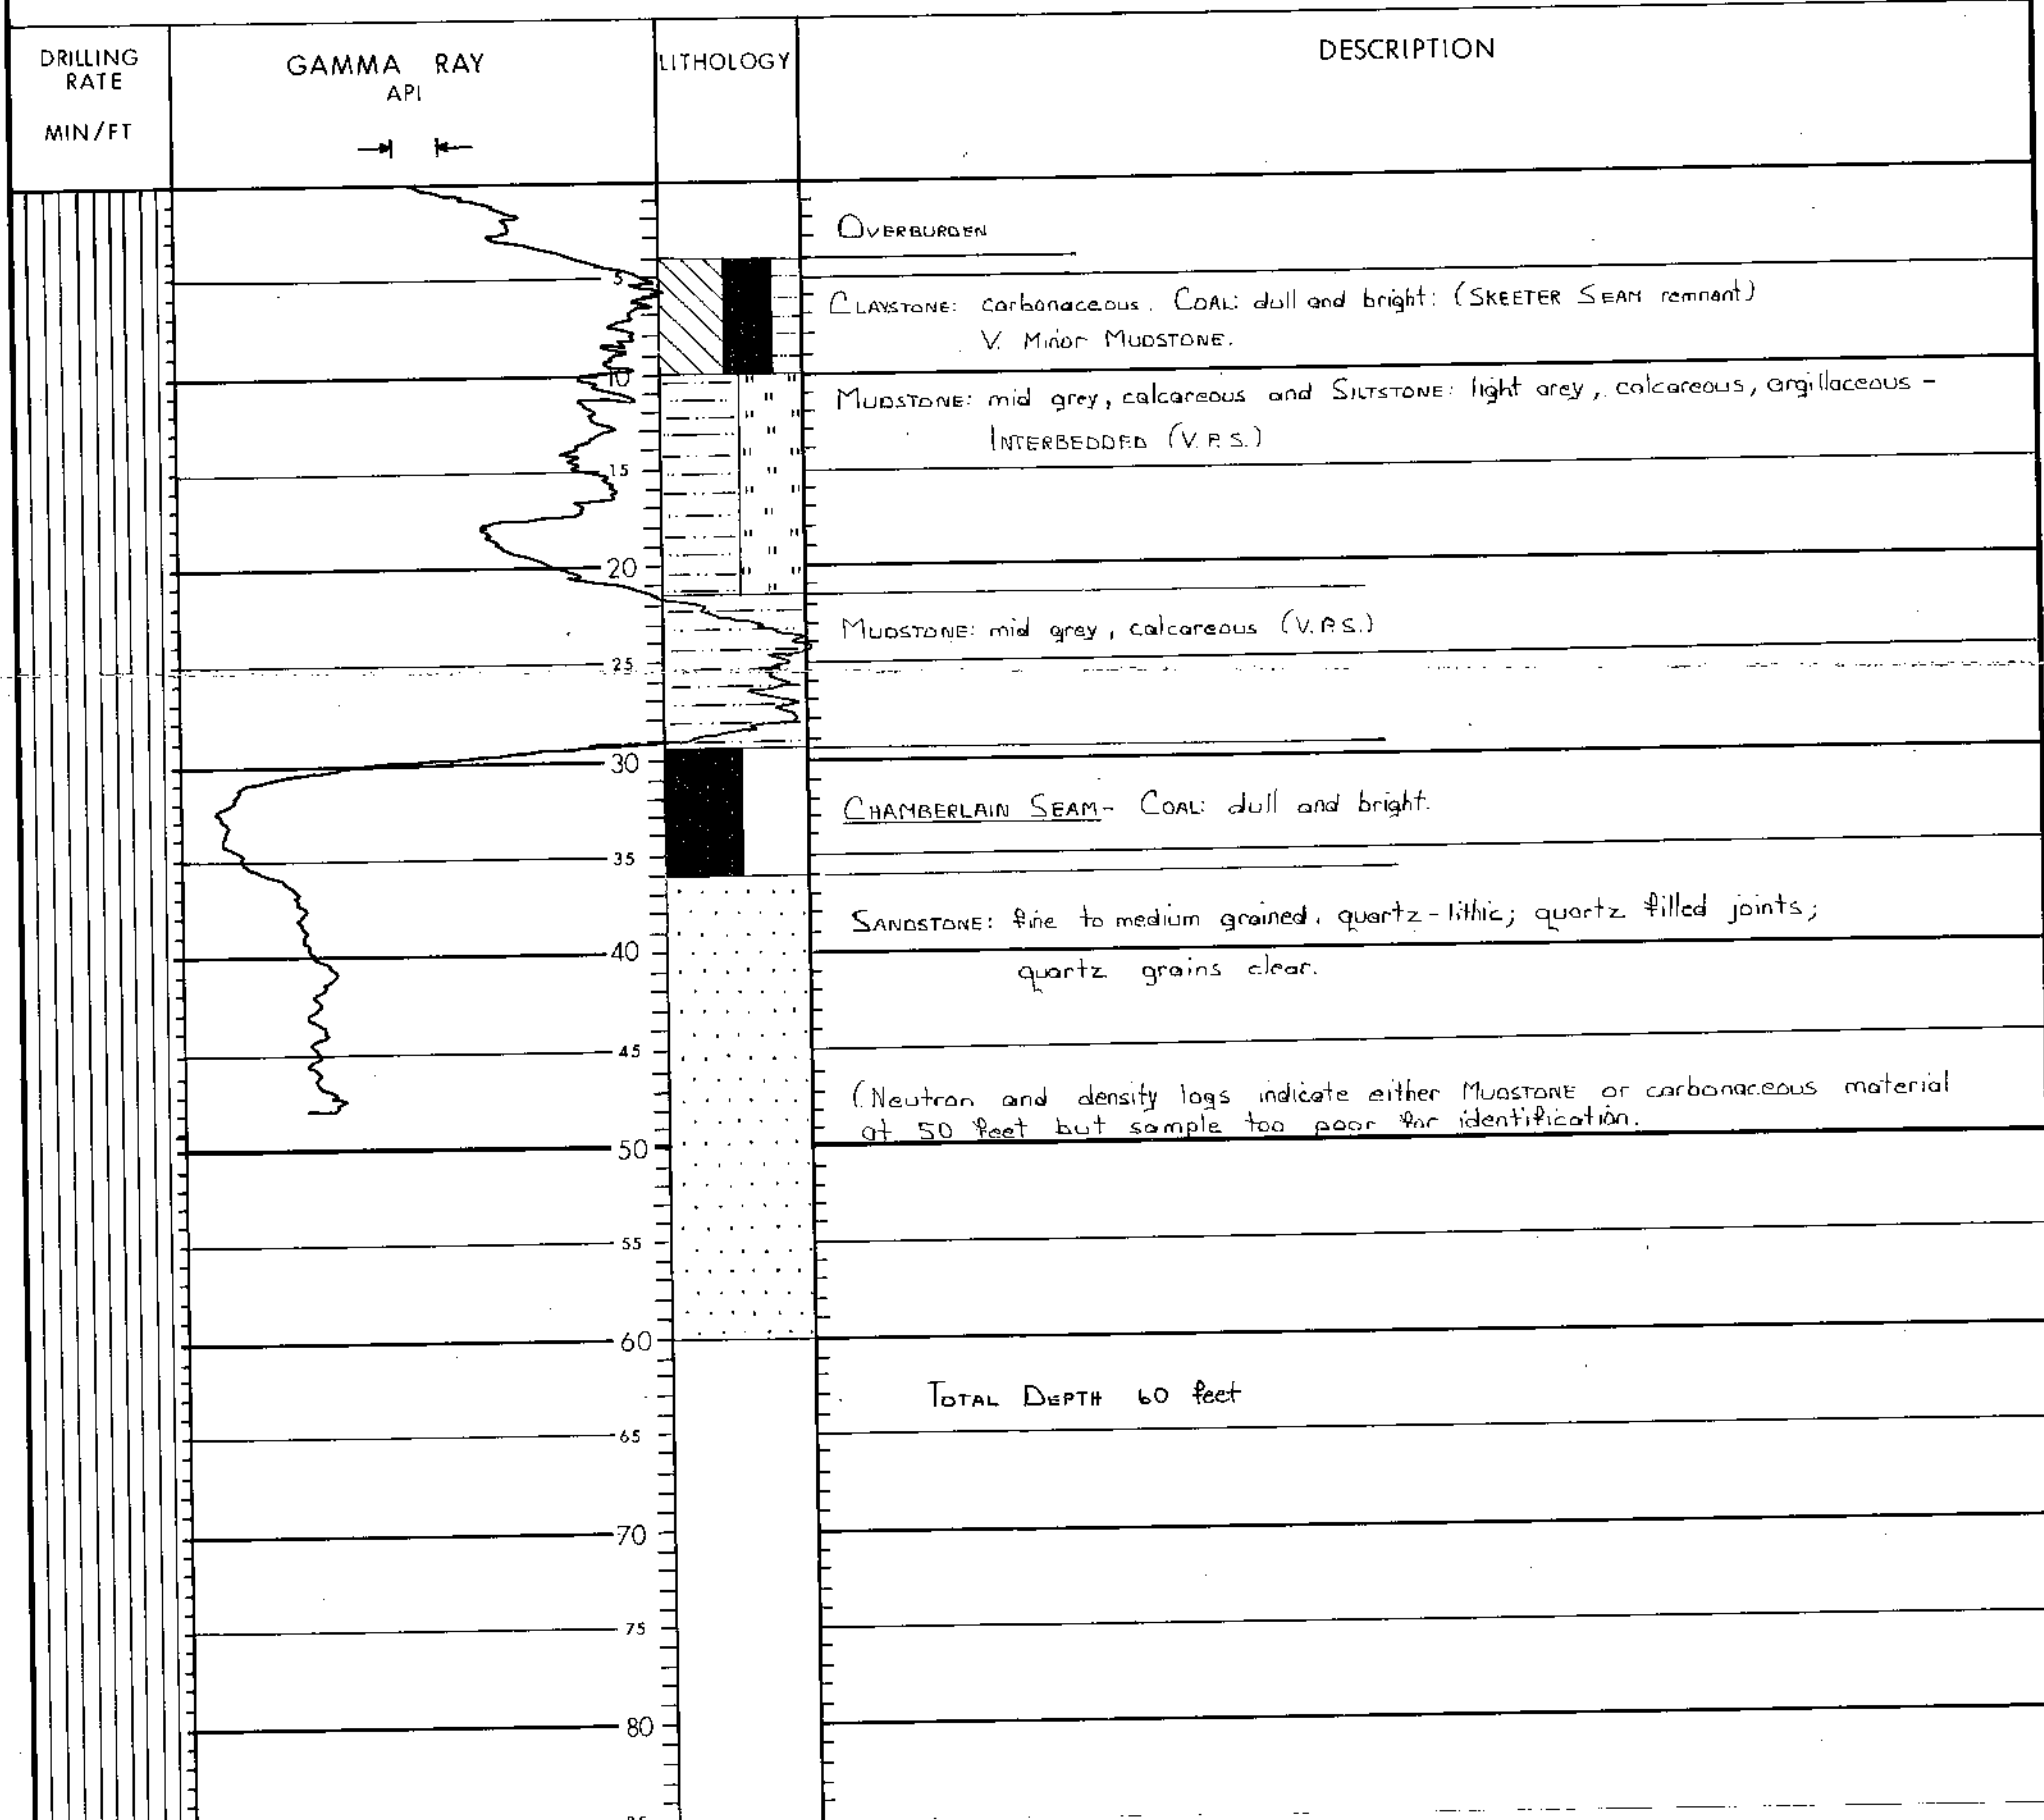 DRILLING
RATE
MIN/FT
GAMMA RAY
API
LITHOLOGY
DESCRIPTION
OVERBURDEN
5
CLAYSTONE: carbonaceous. COAL: dull and bright: (SKEETER SEAM remnant)
V. Minor MUDSTONE.
10
MUDSTONE: mid grey, calcareous and SILTSTONE: light grey, calcareous, argillaceous -
INTERBEDDED (V.P.S.)
15
20
MUDSTONE: mid grey, calcareous (V.P.S.)
25
30
CHAMBERLAIN SEAM - COAL: dull and bright.
35
SANDSTONE: fine to medium grained, quartz-lithic; quartz filled joints;
40
quartz grains clear.
45
(Neutron and density logs indicate either MUDSTONE or carbonaceous material
at 50 feet but sample too poor for identification.
50
55
60
TOTAL DEPTH 60 feet
65
70
75
80